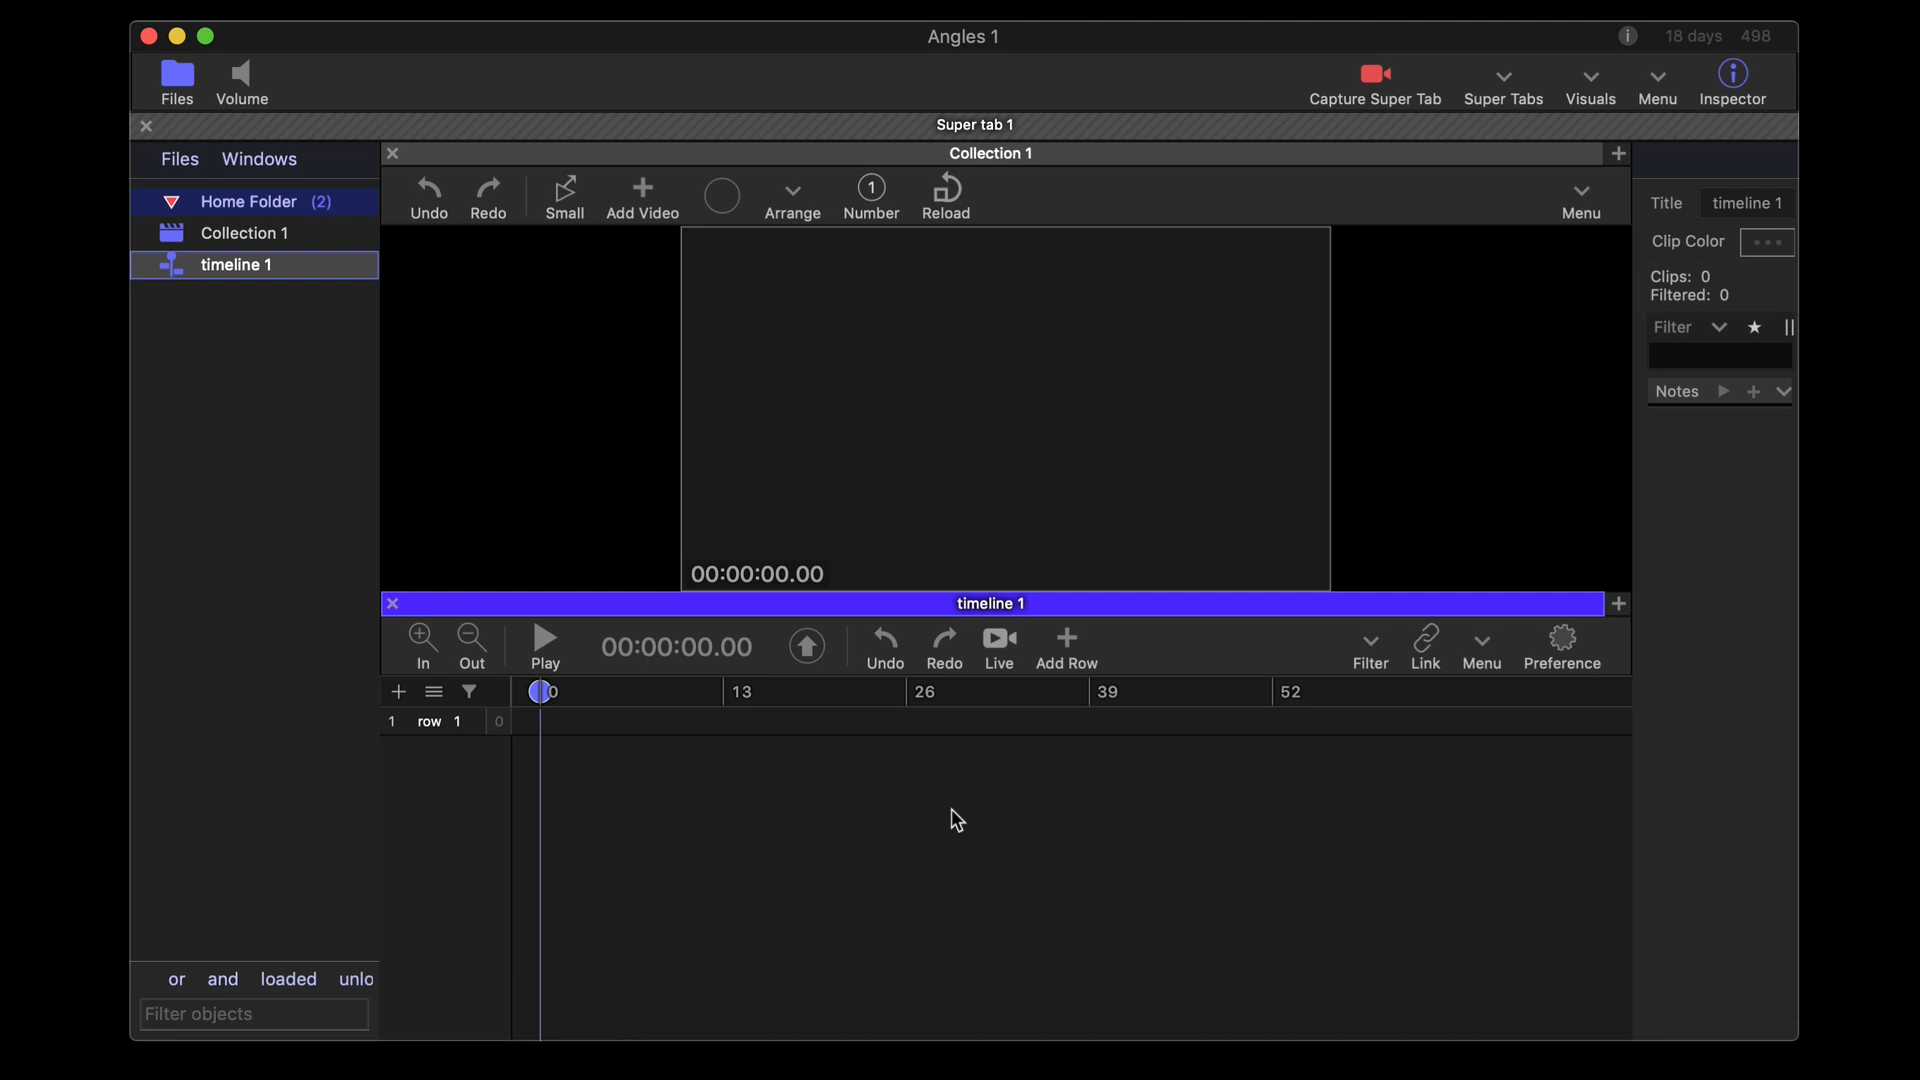 Angles 1
18 days 498
Files Volume
Capture Super Tab Super Tabs Visuals Menu Inspector
Super tab 1
Files Windows
Home Folder (2)
Collection 1
timeline 1
Collection 1
Undo Redo Small Add Video Arrange 1 Number Reload Menu
00:00:00.00
timeline 1
In Out Play 00:00:00.00 Undo Redo Live Add Row Filter Link Menu Preference
0 13 26 39 52
1 row 1 0
Title timeline 1
Clip Color
Clips: 0
Filtered: 0
Filter
Notes
or and loaded unlo
Filter objects